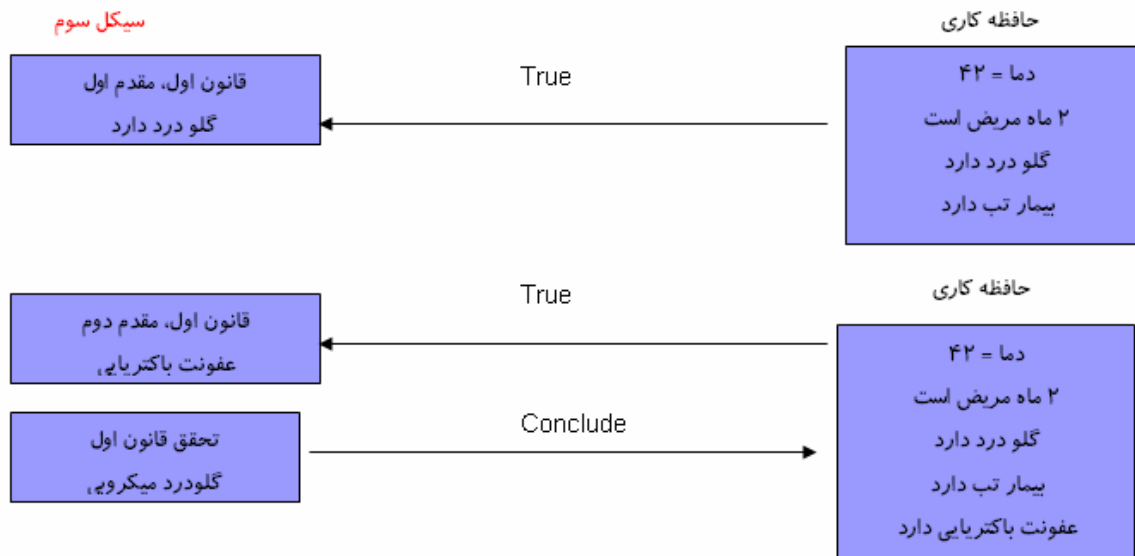 سیکل سوم
حافظه کاری
قانون اول، مقدم اول
گلو درد دارد
True
دما = ۴۲
۲ ماه مریض است
گلو درد دارد
بیمار تب دارد
حافظه کاری
قانون اول، مقدم دوم
عفونت باکتریایی
True
تحقق قانون اول
گلودرد میکروبی
Conclude
دما = ۴۲
۲ ماه مریض است
گلو درد دارد
بیمار تب دارد
عفونت باکتریایی دارد